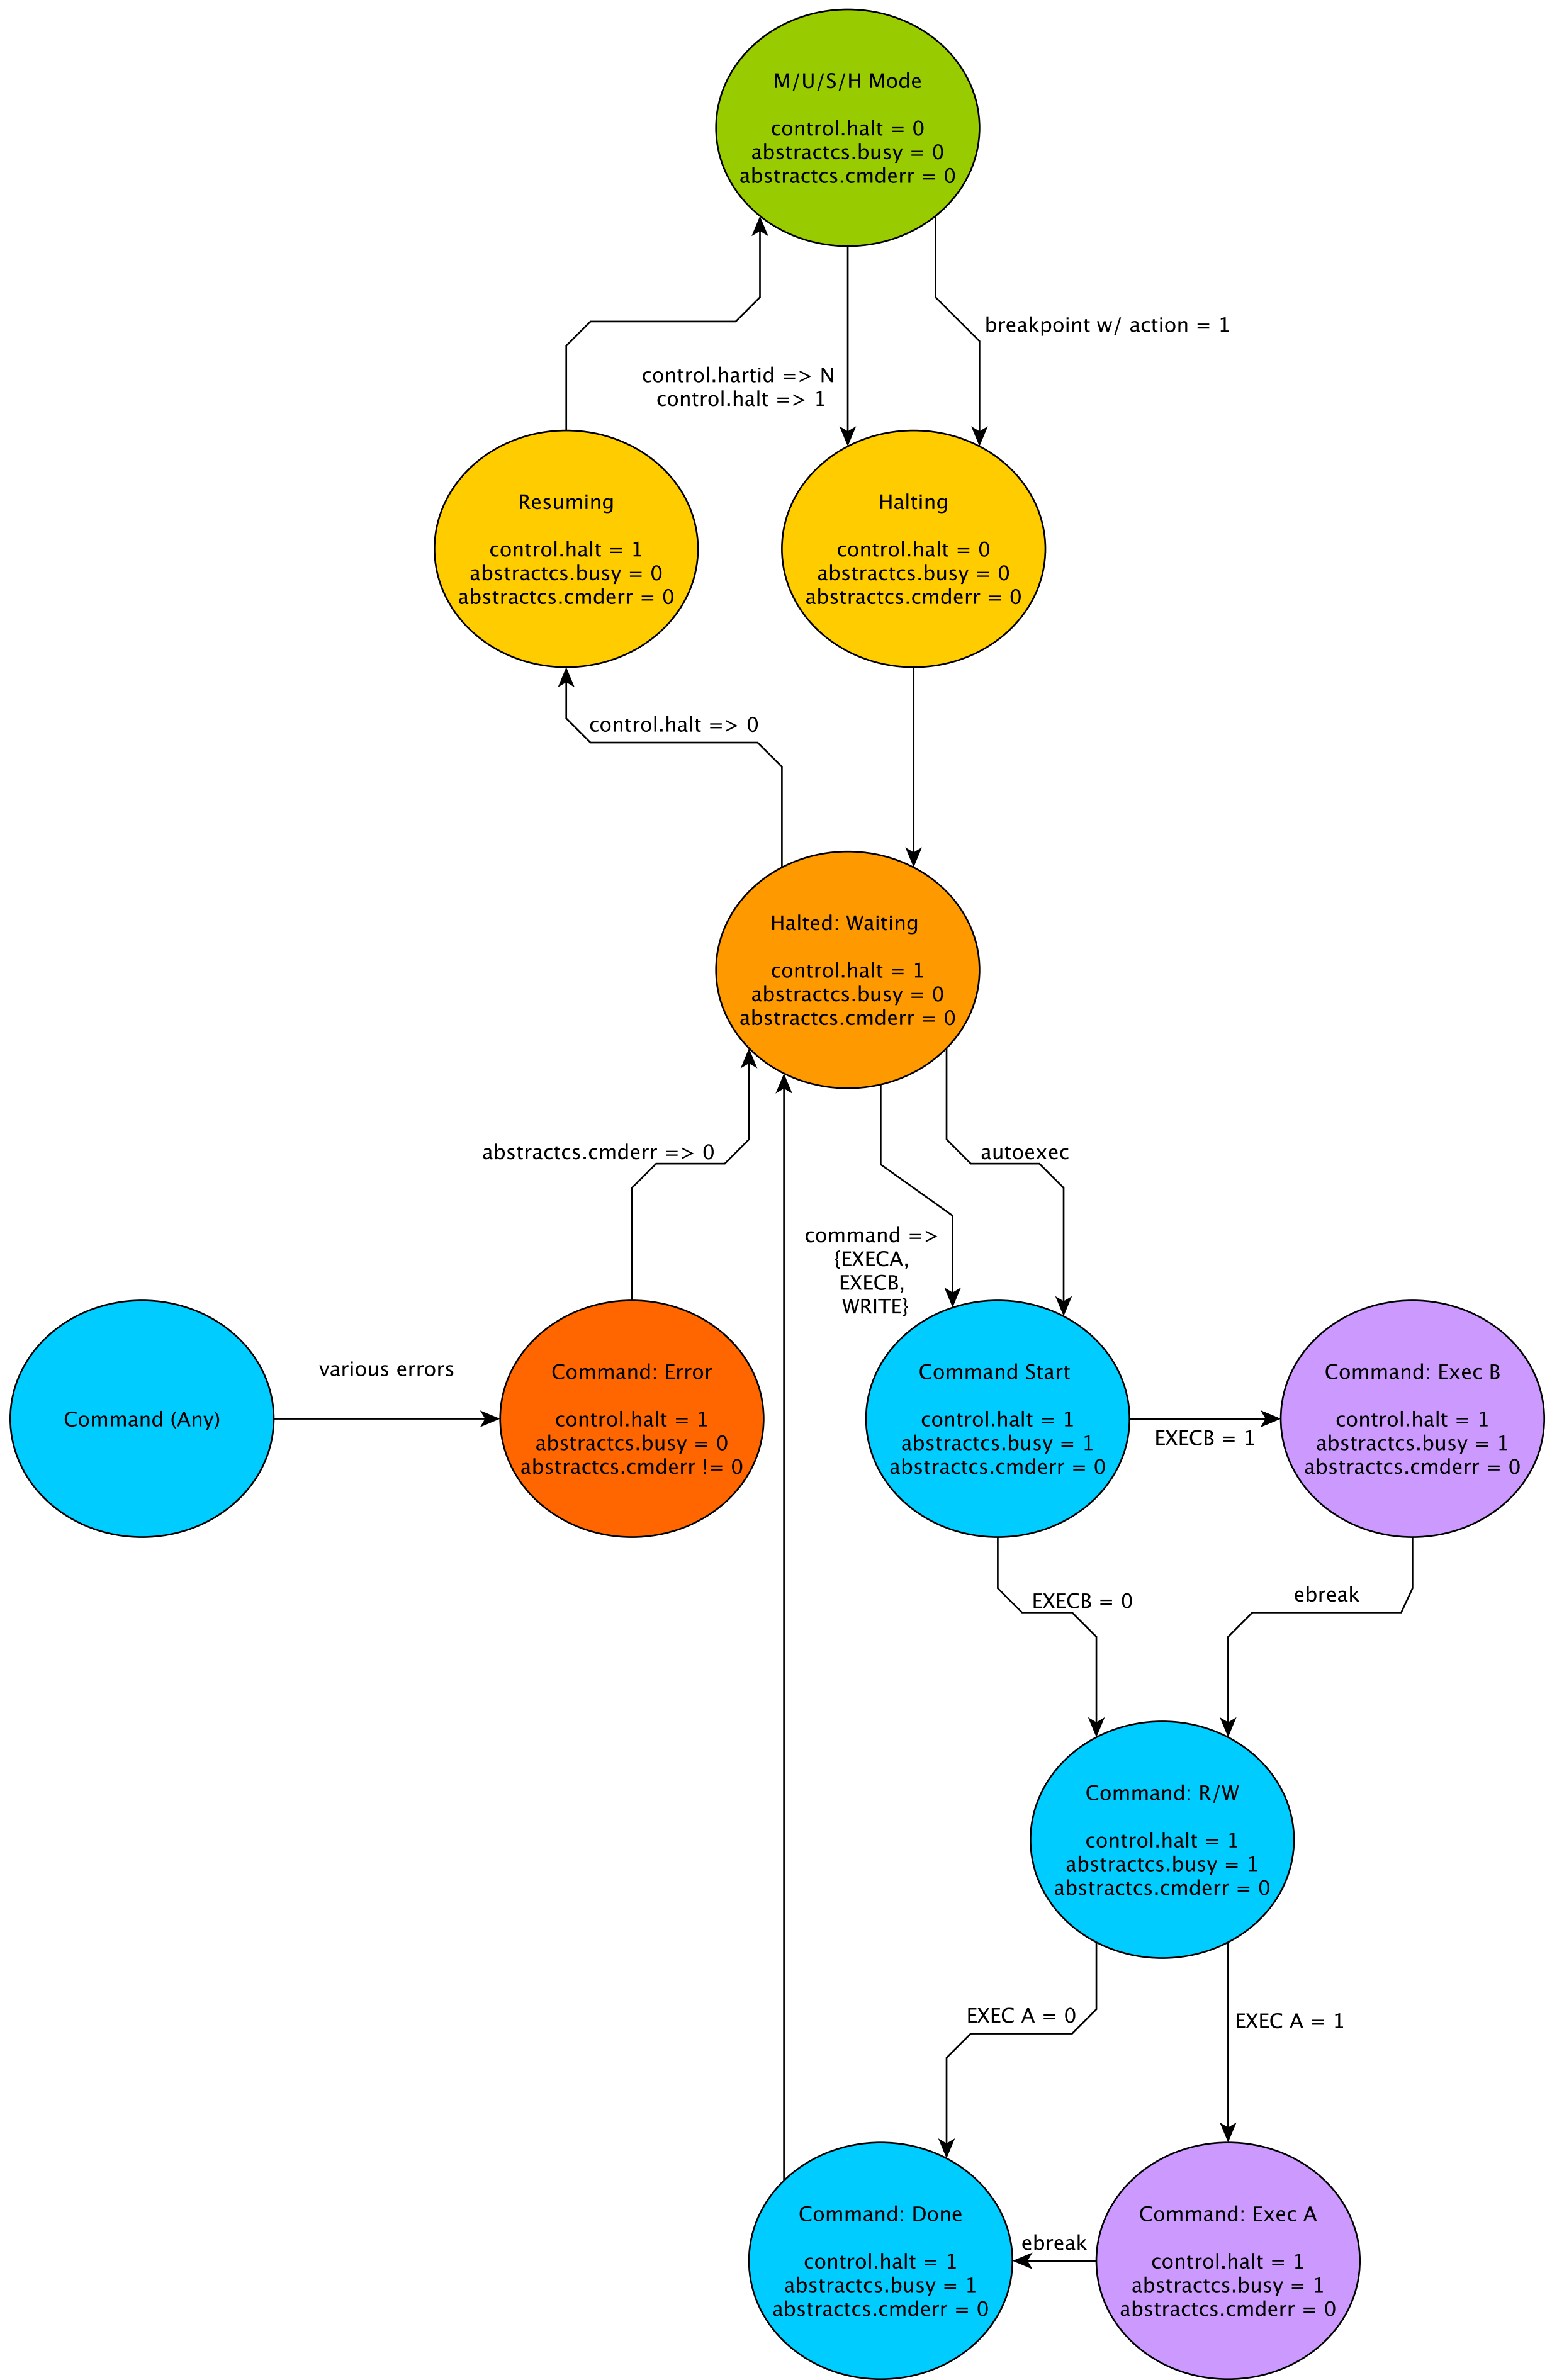 M/U/S/H Mode
control.halt = 0
abstractcs.busy = 0
abstractcs.cmderr = 0
breakpoint w/ action = 1
control.hartid => N
control.halt => 1
Resuming
control.halt = 1
abstractcs.busy = 0
abstractcs.cmderr = 0
Halting
control.halt = 0
abstractcs.busy = 0
abstractcs.cmderr = 0
control.halt => 0
Halted: Waiting
control.halt = 1
abstractcs.busy = 0
abstractcs.cmderr = 0
abstractcs.cmderr => 0
autoexec
command =>
{EXECA,
EXECB,
WRITE}
Command (Any)
various errors
Command: Error
control.halt = 1
abstractcs.busy = 0
abstractcs.cmderr != 0
Command Start
control.halt = 1
abstractcs.busy = 1
abstractcs.cmderr = 0
EXECB = 1
Command: Exec B
control.halt = 1
abstractcs.busy = 1
abstractcs.cmderr = 0
EXECB = 0
ebreak
Command: R/W
control.halt = 1
abstractcs.busy = 1
abstractcs.cmderr = 0
EXEC A = 0
EXEC A = 1
Command: Done
control.halt = 1
abstractcs.busy = 1
abstractcs.cmderr = 0
ebreak
Command: Exec A
control.halt = 1
abstractcs.busy = 1
abstractcs.cmderr = 0